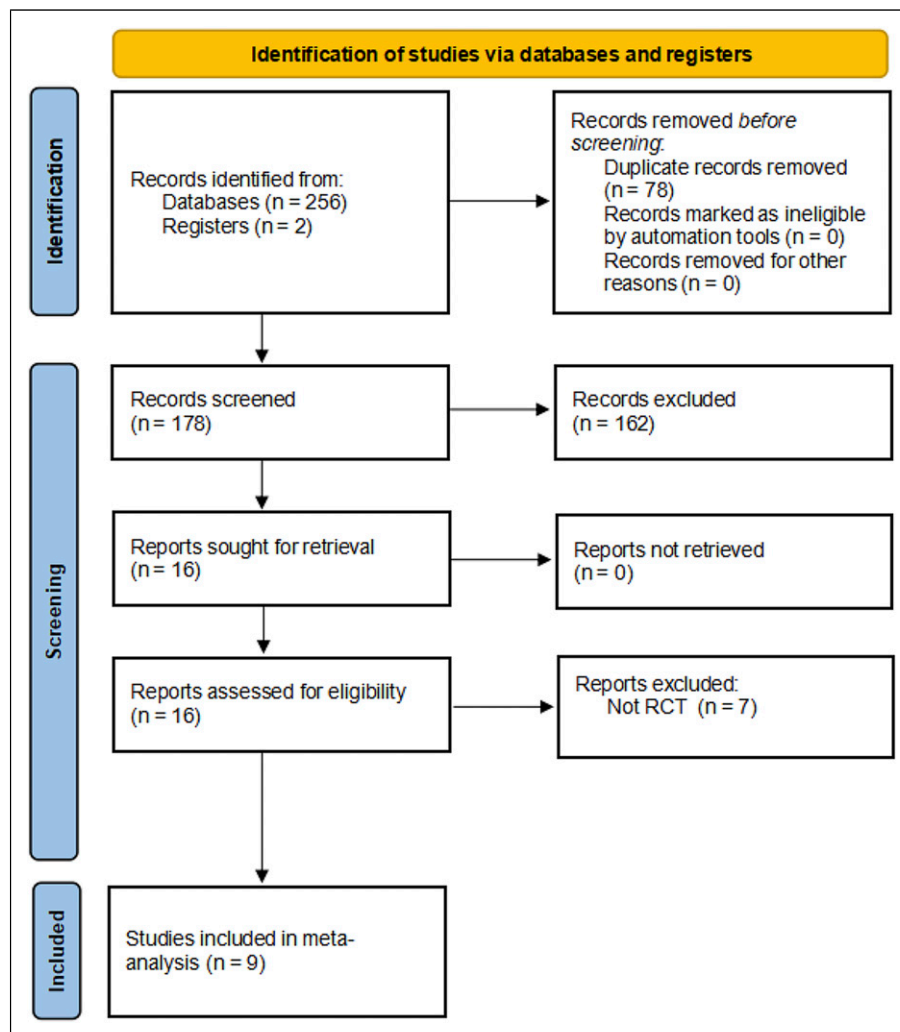 Identification of studies via databases and registers
Identification
Records identified from:
Databases (n = 256)
Registers (n = 2)
Records removed before
screening:
Duplicate records removed
(n = 78)
Records marked as ineligible
by automation tools (n = 0)
Records removed for other
reasons (n = 0)
Screening
Records screened
(n = 178)
Records excluded
(n = 162)
Reports sought for retrieval
(n = 16)
Reports not retrieved
(n = 0)
Reports assessed for eligibility
(n = 16)
Reports excluded:
Not RCT (n = 7)
Included
Studies included in meta-
analysis (n = 9)